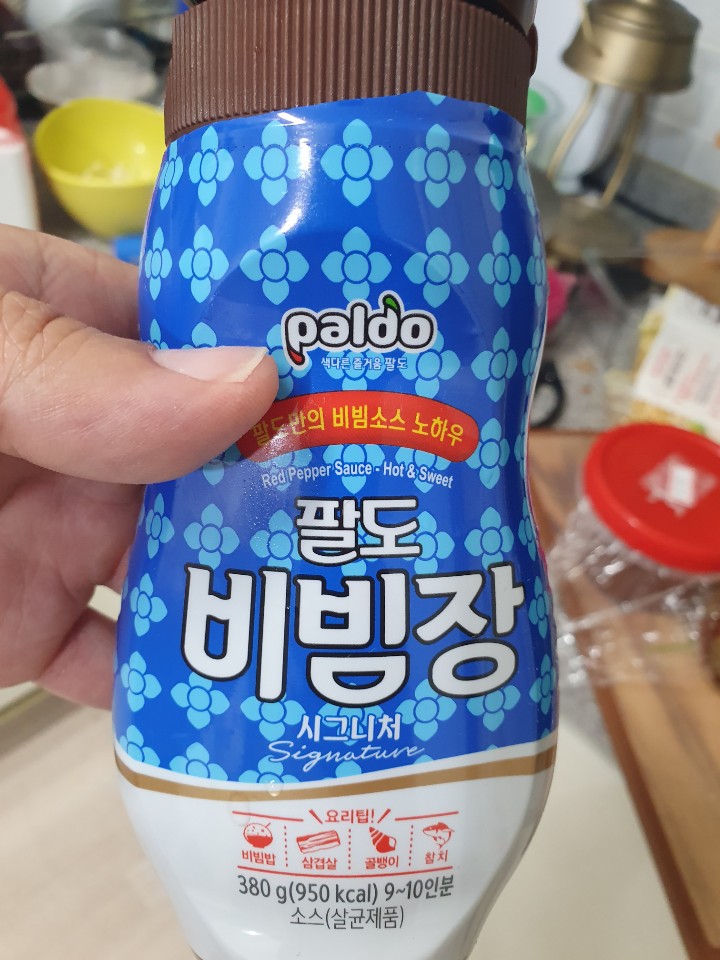 paldo
색다른 즐거움 팔도
팔도만의 비빔소스 노하우
Red Pepper Sauce - Hot & Sweet
팔도
비빔장
시그니처
Signature
요리팁!
비빔밥 삼겹살 골뱅이 참치
380 g(950 kcal) 9~10인분
소스(살균제품)